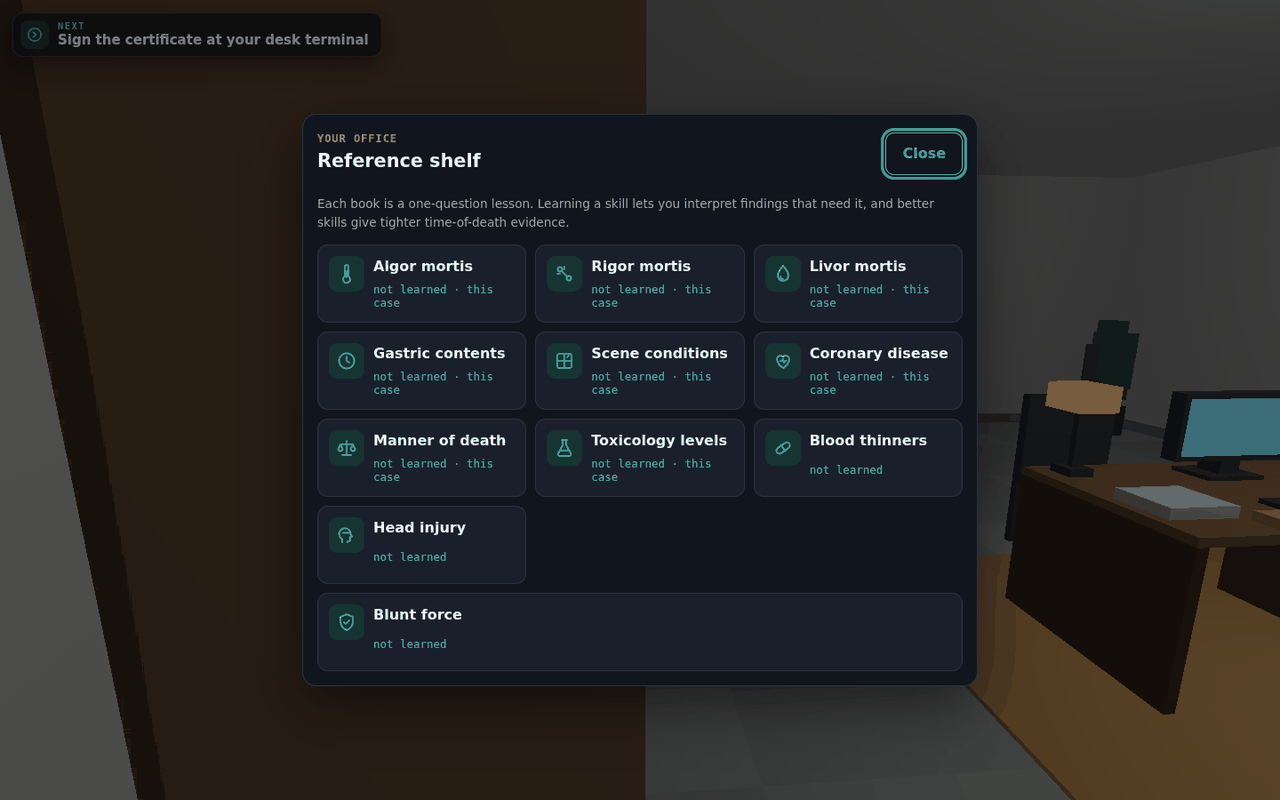 NEXT
Sign the certificate at your desk terminal
YOUR OFFICE
Reference shelf
Close
Each book is a one-question lesson. Learning a skill lets you interpret findings that need it, and better
skills give tighter time-of-death evidence.
Algor mortis
not learned · this
case
Rigor mortis
not learned · this
case
Livor mortis
not learned · this
case
Gastric contents
not learned · this
case
Scene conditions
not learned · this
case
Coronary disease
not learned · this
case
Manner of death
not learned · this
case
Toxicology levels
not learned · this
case
Blood thinners
not learned
Head injury
not learned
Blunt force
not learned